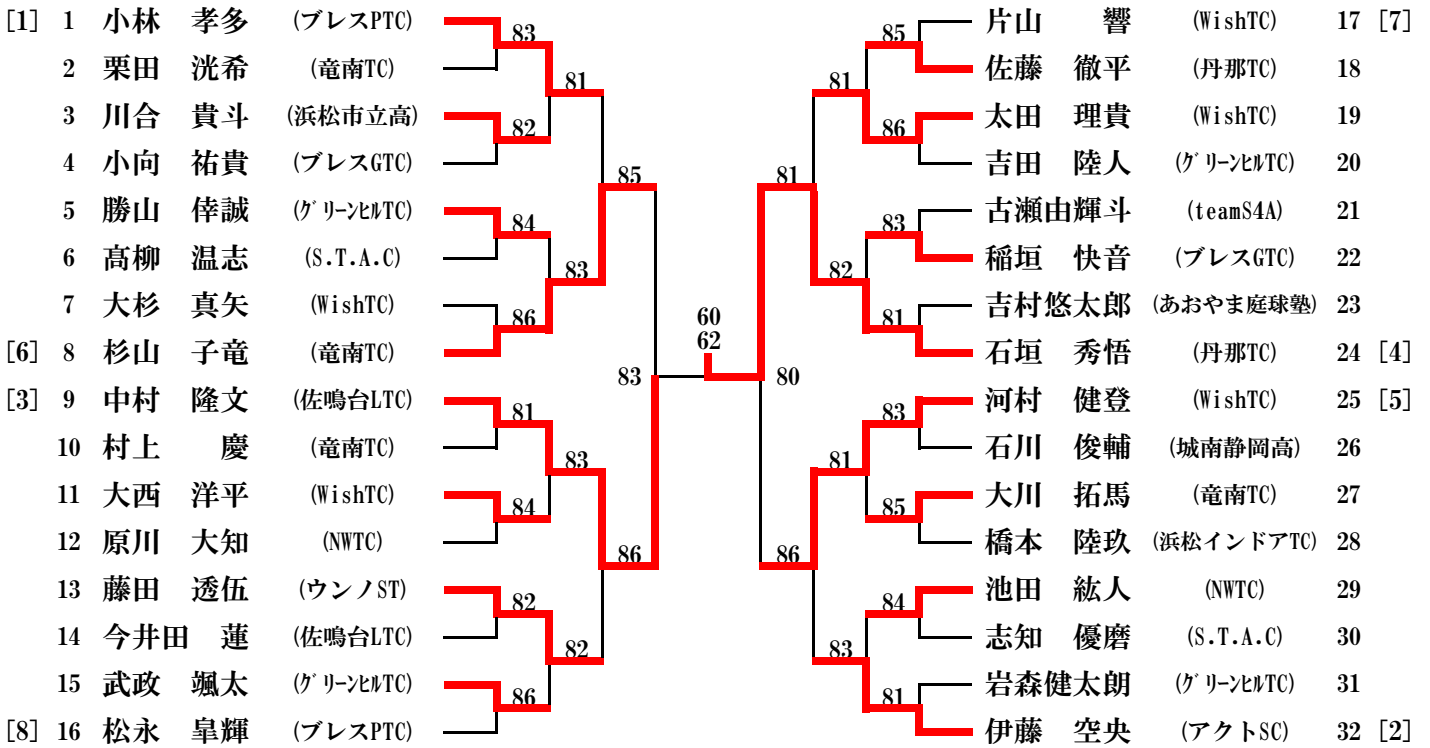 [1] 1 小林 孝多 (ブレスPTC)
2 栗田 洸希 (竜南TC)
3 川合 貴斗 (浜松市立高)
4 小向 祐貴 (ブレスGTC)
5 勝山 倖誠 (グリーンヒルTC)
6 髙柳 温志 (S.T.A.C)
7 大杉 真矢 (WishTC)
[6] 8 杉山 子竜 (竜南TC)
[3] 9 中村 隆文 (佐鳴台LTC)
10 村上 慶 (竜南TC)
11 大西 洋平 (WishTC)
12 原川 大知 (NWTC)
13 藤田 透伍 (ウンノST)
14 今井田 蓮 (佐鳴台LTC)
15 武政 颯太 (グリーンヒルTC)
[8] 16 松永 皐輝 (ブレスPTC)
83
82
84
86
81
84
82
86
81
83
83
82
85
86
83
60
62
80
81
86
81
82
81
83
85
86
83
81
83
85
84
81
片山 響 (WishTC) 17 [7]
佐藤 徹平 (丹那TC) 18
太田 理貴 (WishTC) 19
吉田 陸人 (グリーンヒルTC) 20
古瀬由輝斗 (teamS4A) 21
稲垣 快音 (ブレスGTC) 22
吉村悠太郎 (あおやま庭球塾) 23
石垣 秀悟 (丹那TC) 24 [4]
河村 健登 (WishTC) 25 [5]
石川 俊輔 (城南静岡高) 26
大川 拓馬 (竜南TC) 27
橋本 陸玖 (浜松インドアTC) 28
池田 紘人 (NWTC) 29
志知 優磨 (S.T.A.C) 30
岩森健太朗 (グリーンヒルTC) 31
伊藤 空央 (アクトSC) 32 [2]